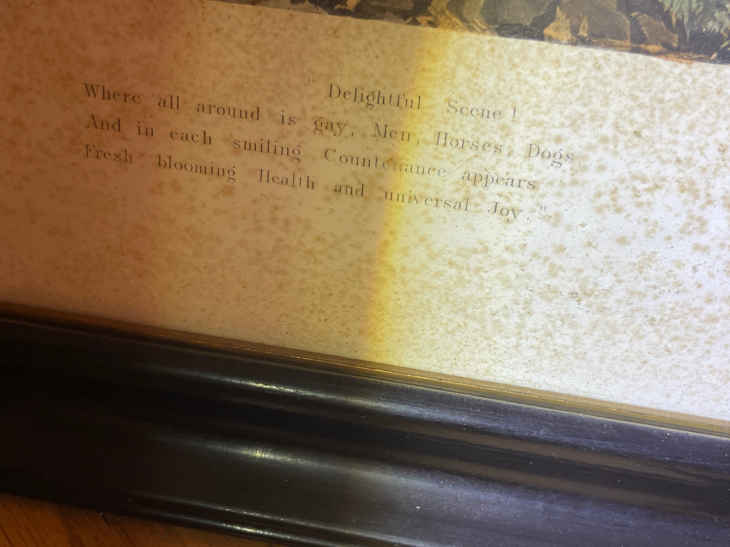 " Delightful Scene !
Where all around is gay, Men, Horses, Dogs
And in each smiling Countenance appears
Fresh blooming Health and universal Joy."